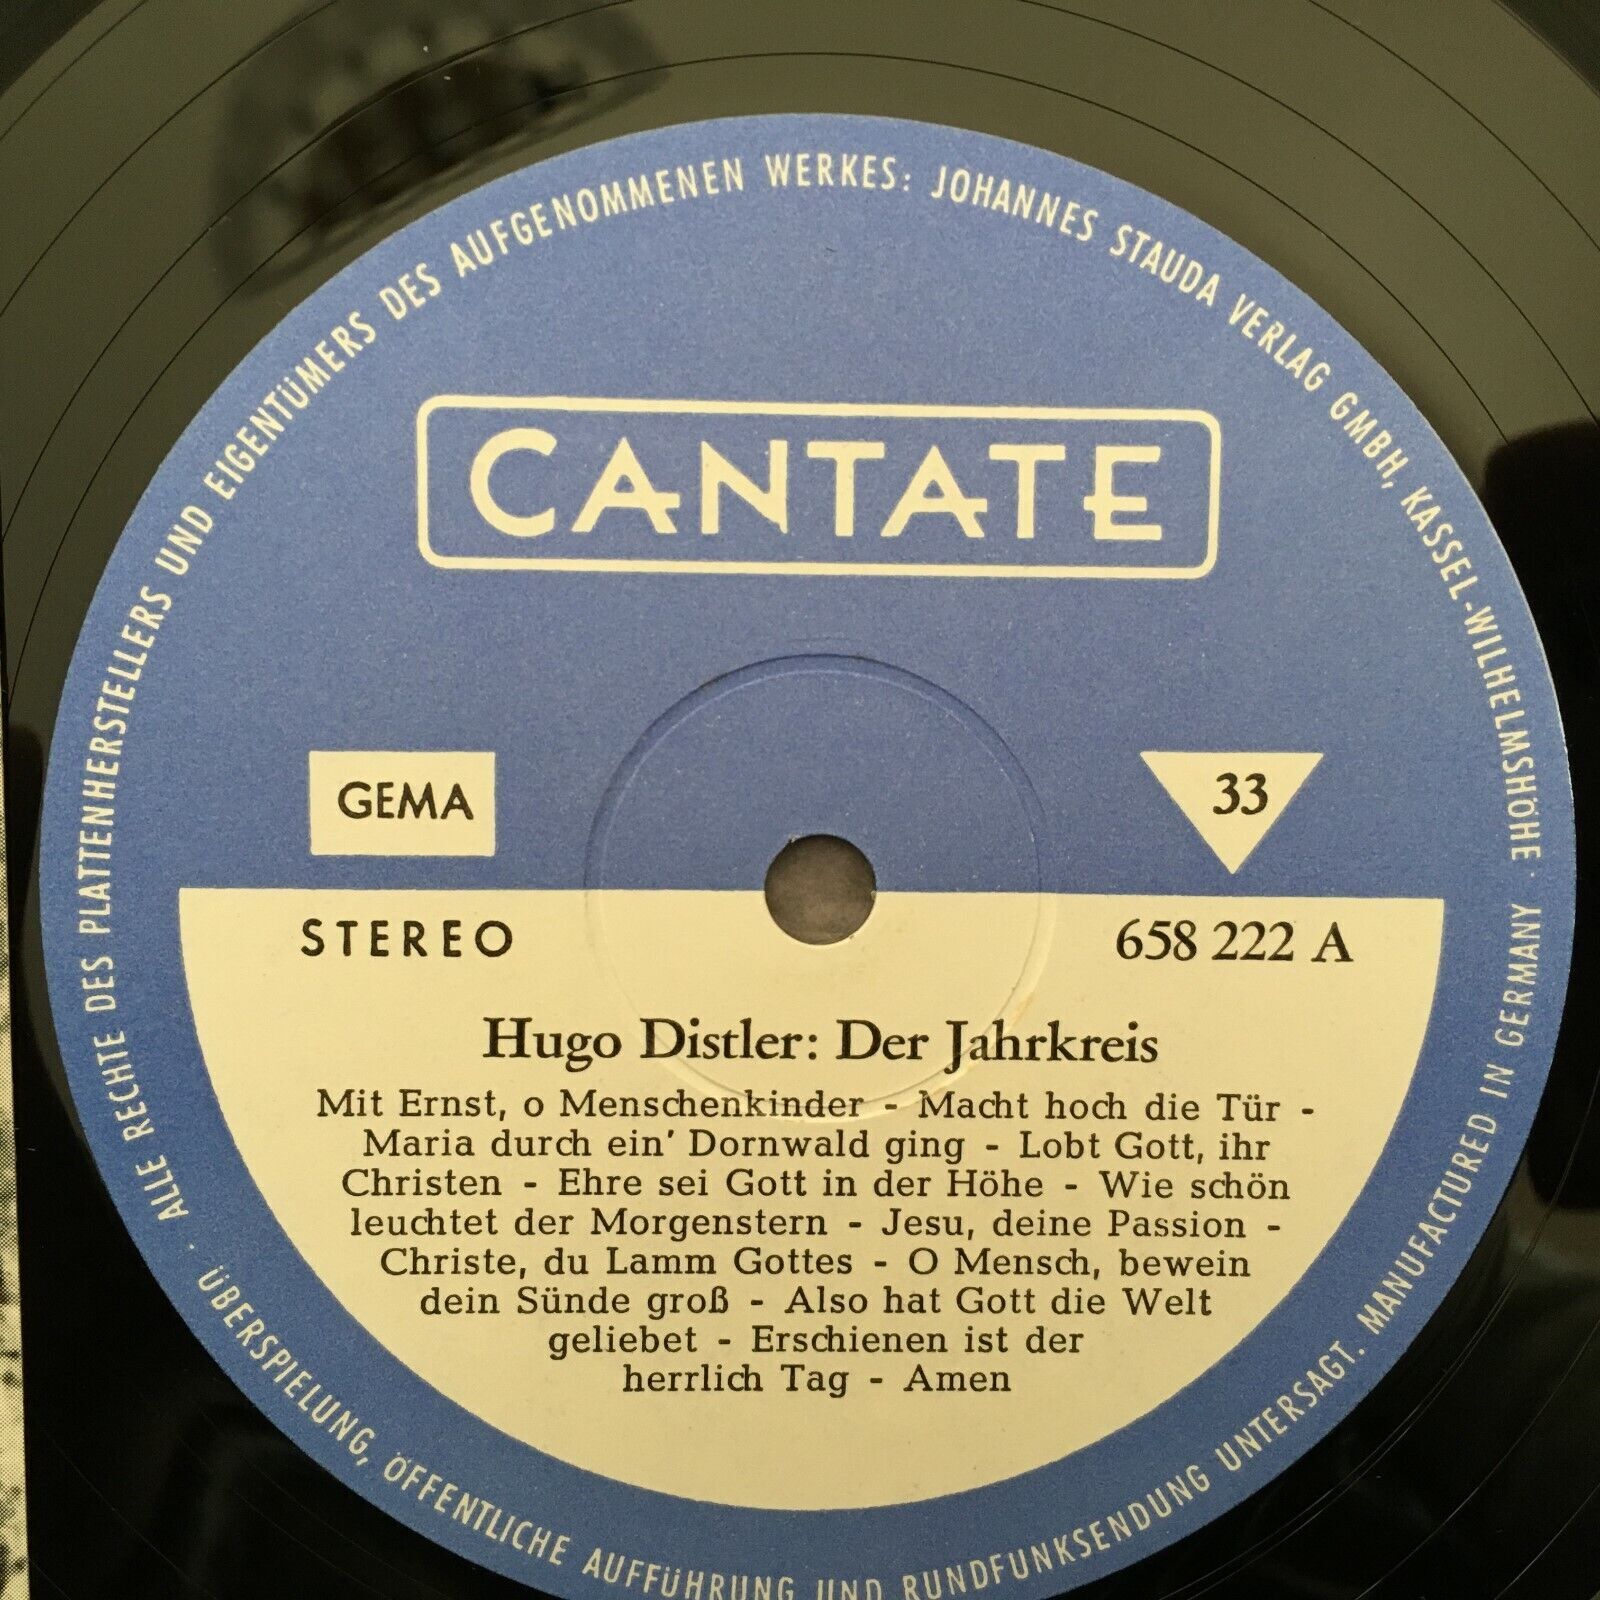 ALLE RECHTE DES PLATTENHERSTELLERS UND EIGENTÜMERS DES AUFGENOMMENEN WERKES: JOHANNES STAUDA VERLAG GMBH, KASSEL-WILHELMSHÖHE · MANUFACTURED IN GERMANY ·
CANTATE
GEMA
33
STEREO
658 222 A
Hugo Distler: Der Jahrkreis
Mit Ernst, o Menschenkinder - Macht hoch die Tür -
Maria durch ein' Dornwald ging - Lobt Gott, ihr
Christen - Ehre sei Gott in der Höhe - Wie schön
leuchtet der Morgenstern - Jesu, deine Passion -
Christe, du Lamm Gottes - O Mensch, bewein
dein Sünde groß - Also hat Gott die Welt
geliebet - Erschienen ist der
herrlich Tag - Amen
· ÜBERSPIELUNG, ÖFFENTLICHE AUFFÜHRUNG UND RUNDFUNKSENDUNG UNTERSAGT.